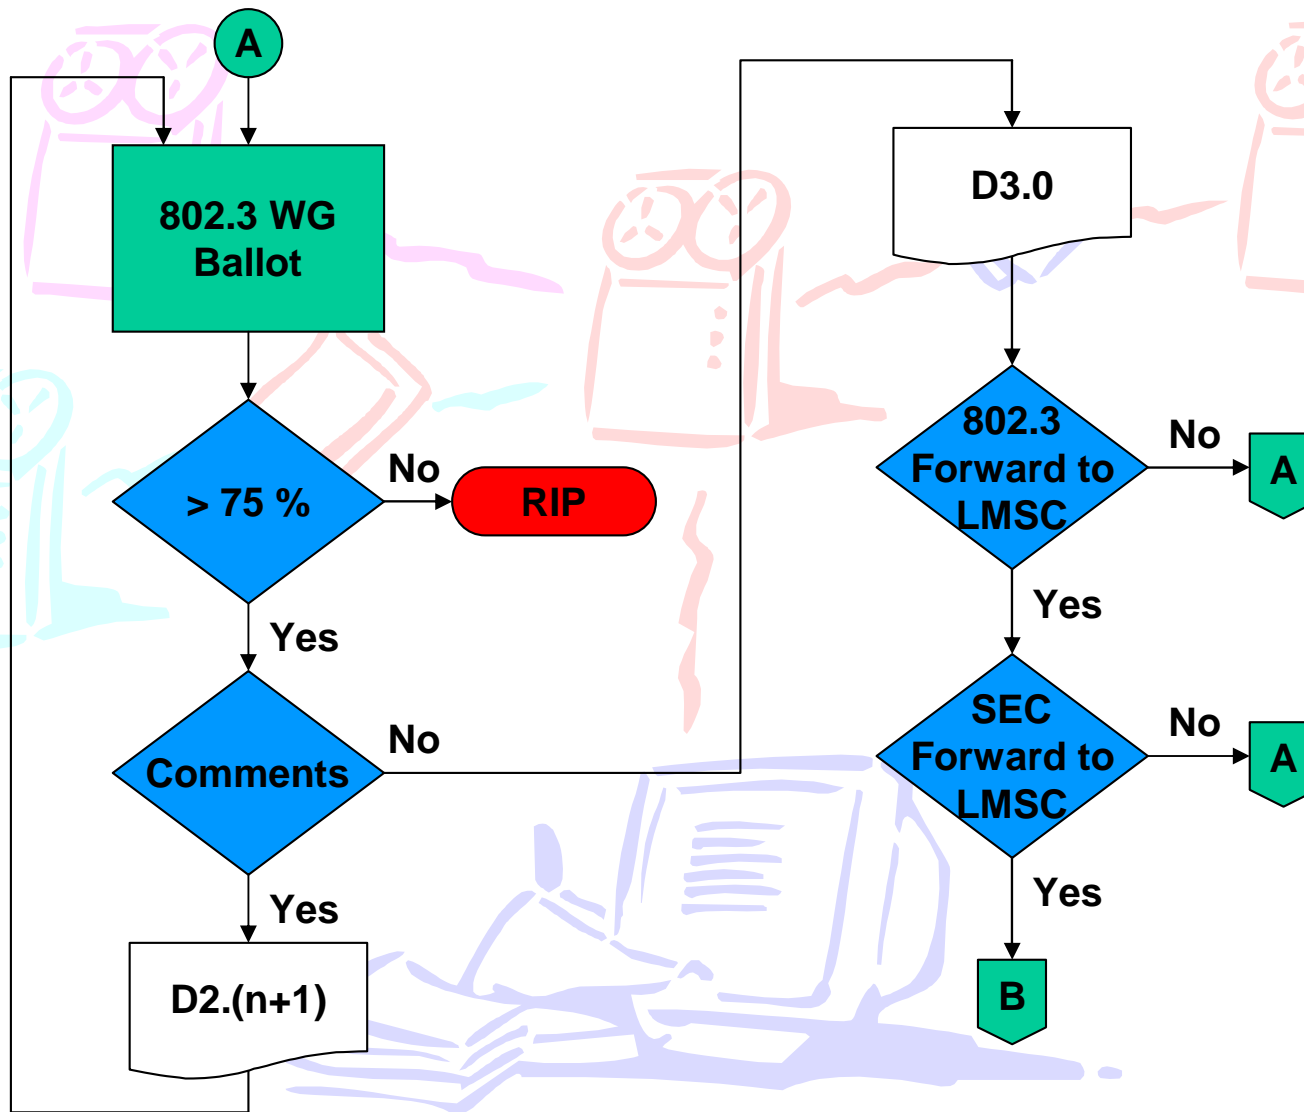 A
802.3 WG
Ballot
> 75 %
No
RIP
Yes
Comments
No
Yes
D2.(n+1)
D3.0
802.3
Forward to
LMSC
No
A
Yes
SEC
Forward to
LMSC
No
A
Yes
B